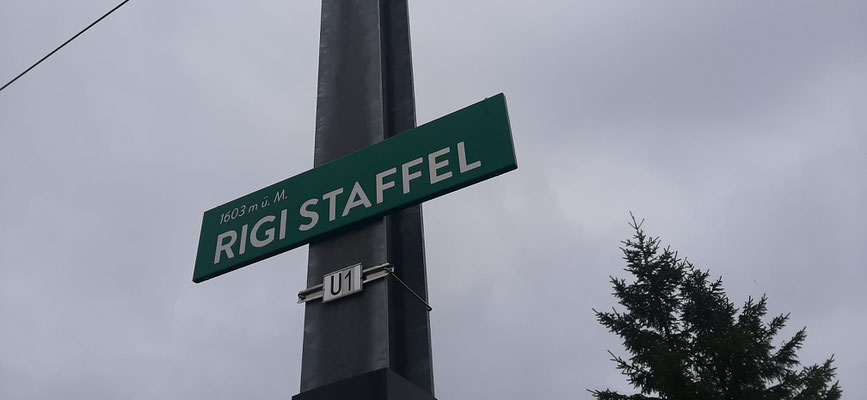 1603 m ü. M.
RIGI STAFFEL
U1